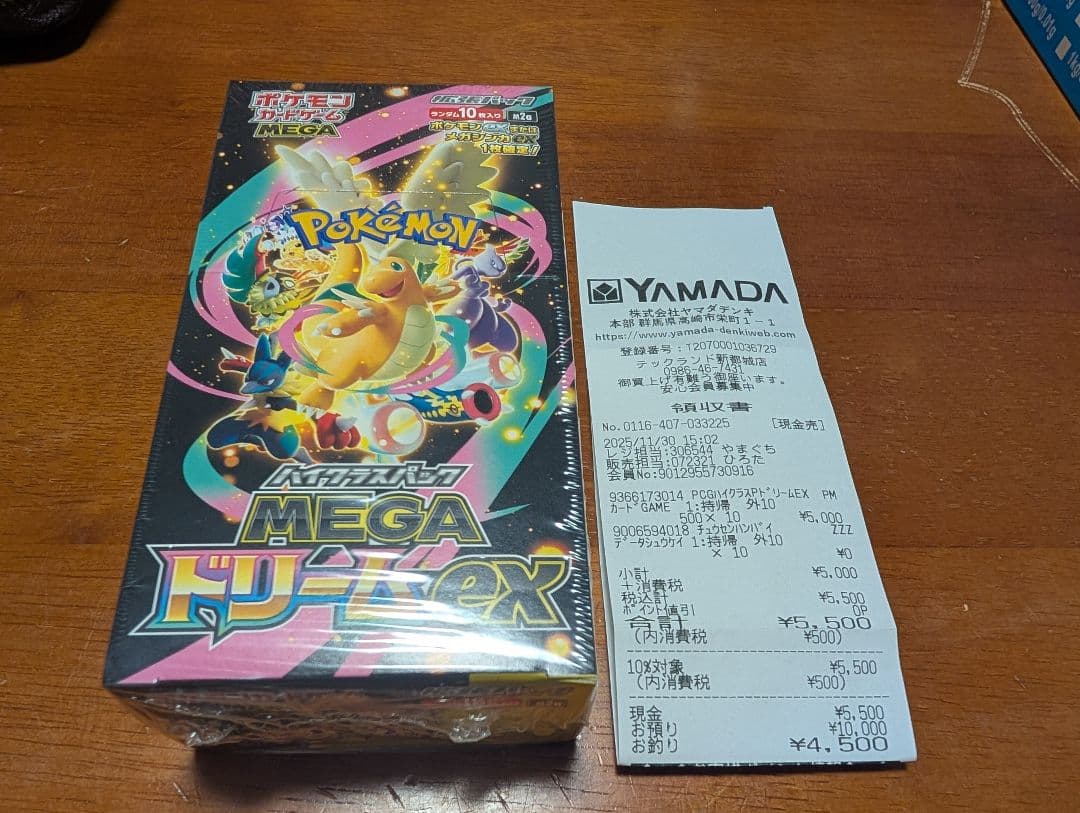 ポケモン
カードゲーム
MEGA
拡張パック
ランダム10枚入り
M2a
ポケモンexまたは
メガシンカex
1枚確定!
POKéMON
ハイクラスパック
MEGA
ドリームex
YAMADA
株式会社ヤマダデンキ
本部 群馬県高崎市栄町1-1
https://www.yamada-denkiweb.com
登録番号:T2070001036729
テックランド新都城店
0986-46-7431
御買上げ有難う御座います。
安心会員募集中
領収書
No.0116-407-033225 [現金売]
2025/11/30 15:02
レジ担当:306544 やまぐち
販売担当:072321 ひろた
会員No:9012955730916
9366173014 PCGハイクラスPドリームEX PM
カードGAME 1:持帰 外10
500× 10 ¥5,000
9006594018 チュウセンハンバイ ZZZ
データシュウケイ 1:持帰 外10
× 10 ¥0
小計 ¥5,000
+消費税
税込計 ¥5,500
ポイント値引 0P
合計 ¥5,500
(内消費税 ¥500)
10%対象 ¥5,500
(内消費税 ¥500)
現金 ¥5,500
お預り ¥10,000
お釣り ¥4,500